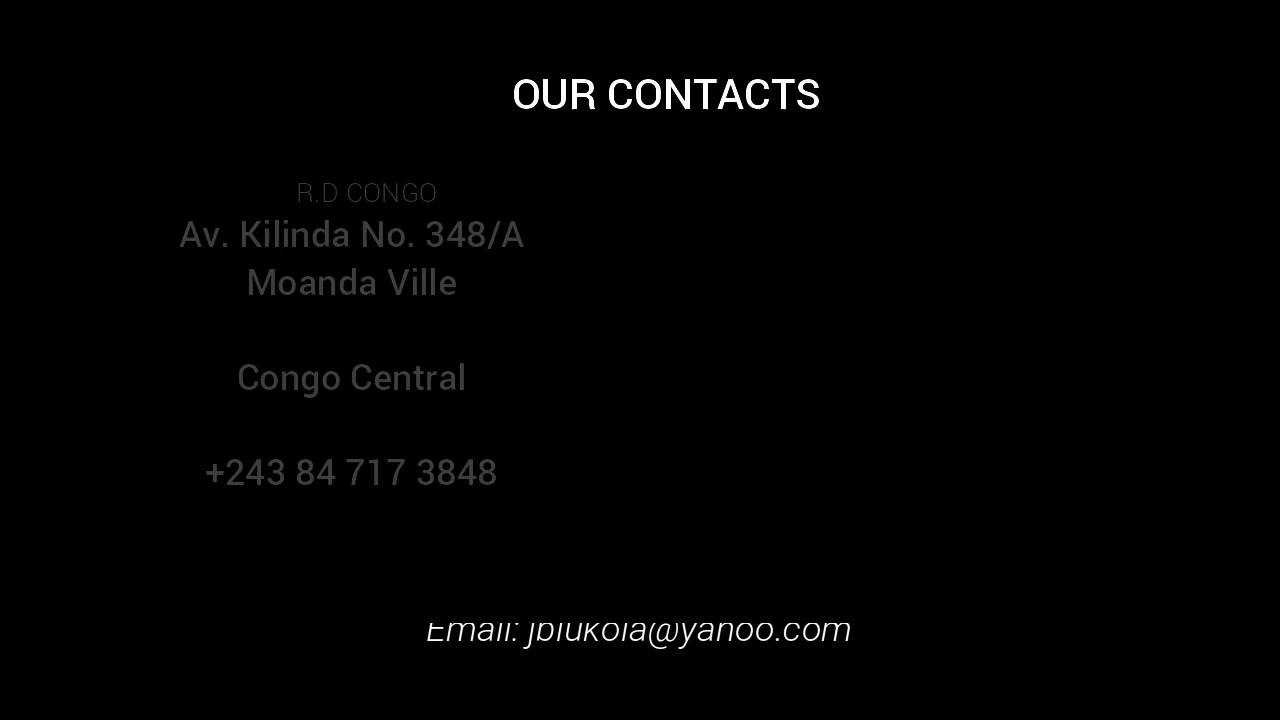 OUR CONTACTS
R.D CONGO
Av. Kilinda No. 348/A
Moanda Ville
Congo Central
+243 84 717 3848
Email: